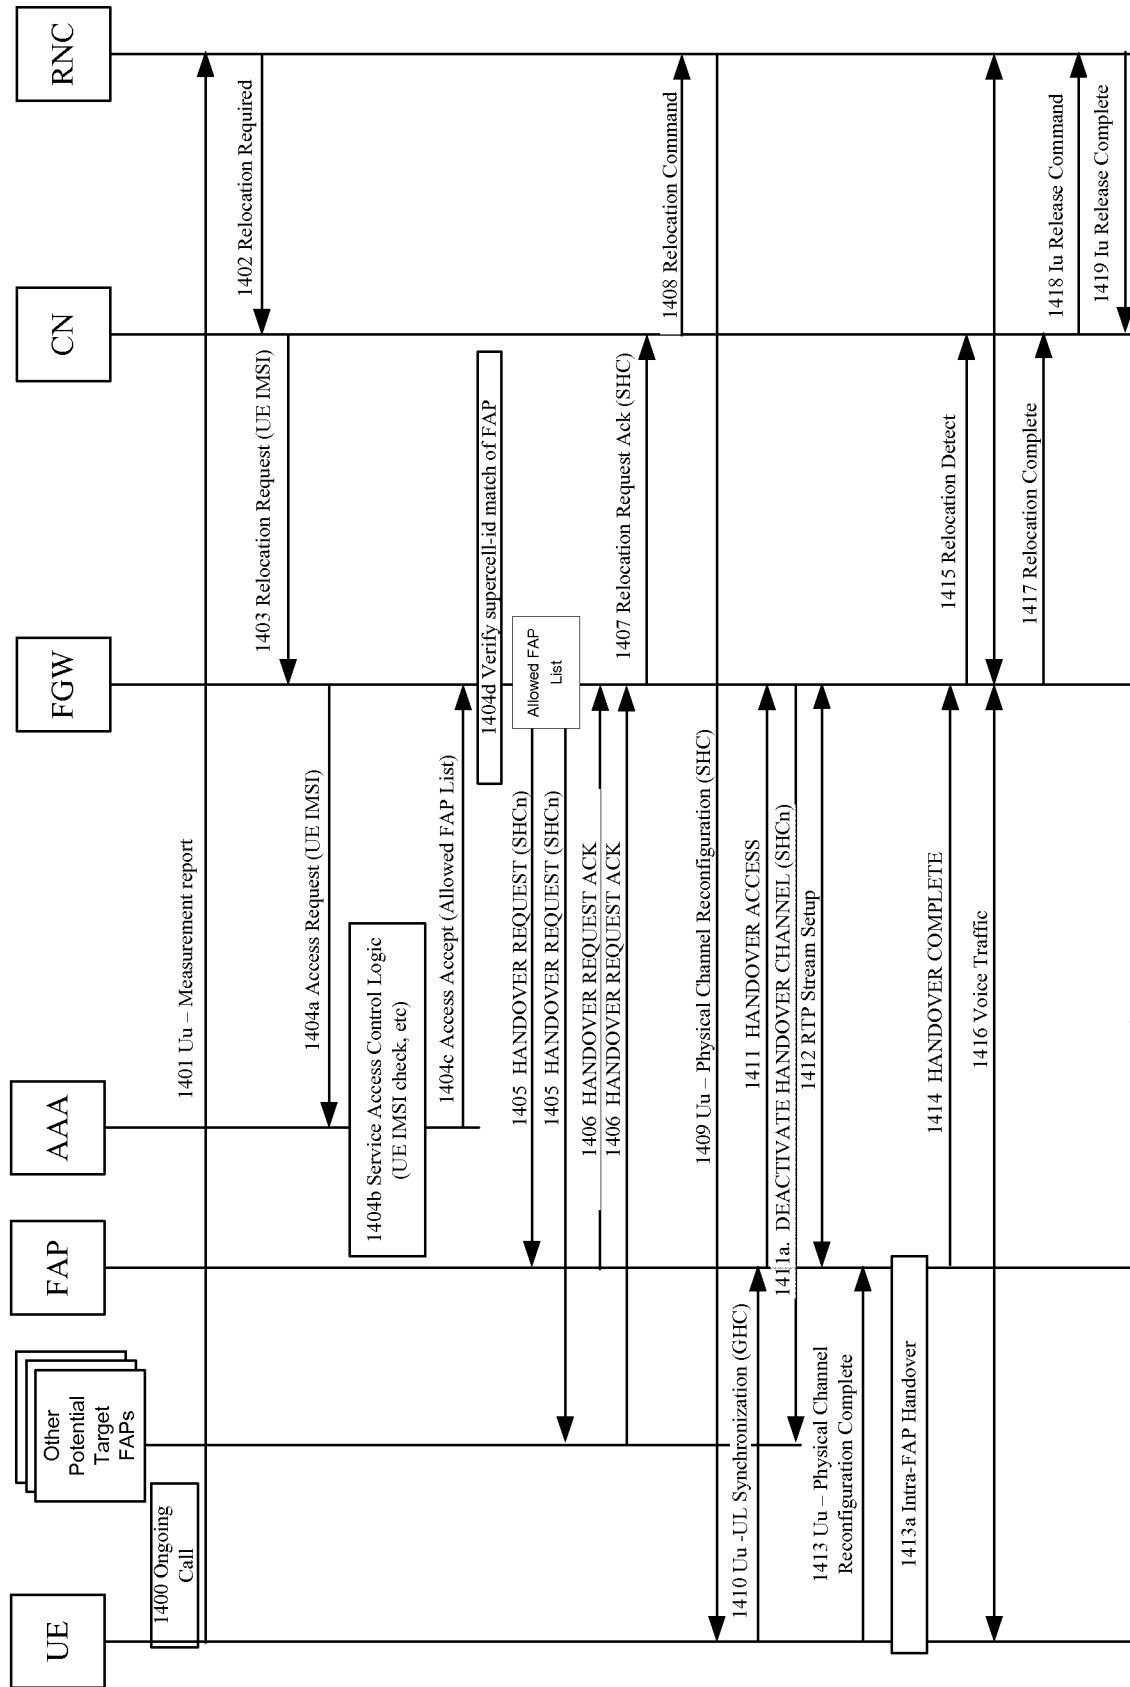 UE
Other
Potential
Target
FAPs
FAP
AAA
FGW
CN
RNC
1400 Ongoing
Call
1401 Uu – Measurement report
1402 Relocation Required
1403 Relocation Request (UE IMSI)
1404a Access Request (UE IMSI)
1404b Service Access Control Logic
(UE IMSI check, etc)
1404c Access Accept (Allowed FAP List)
1404d Verify supercell-id match of FAP
Allowed FAP
List
1405 HANDOVER REQUEST (SHCn)
1405 HANDOVER REQUEST (SHCn)
1406 HANDOVER REQUEST ACK
1406 HANDOVER REQUEST ACK
1407 Relocation Request Ack (SHC)
1408 Relocation Command
1409 Uu – Physical Channel Reconfiguration (SHC)
1410 Uu -UL Synchronization (GHC)
1411 HANDOVER ACCESS
1411a. DEACTIVATE HANDOVER CHANNEL (SHCn)
1412 RTP Stream Setup
1413 Uu – Physical Channel
Reconfiguration Complete
1413a Intra-FAP Handover
1414 HANDOVER COMPLETE
1415 Relocation Detect
1416 Voice Traffic
1417 Relocation Complete
1418 Iu Release Command
1419 Iu Release Complete